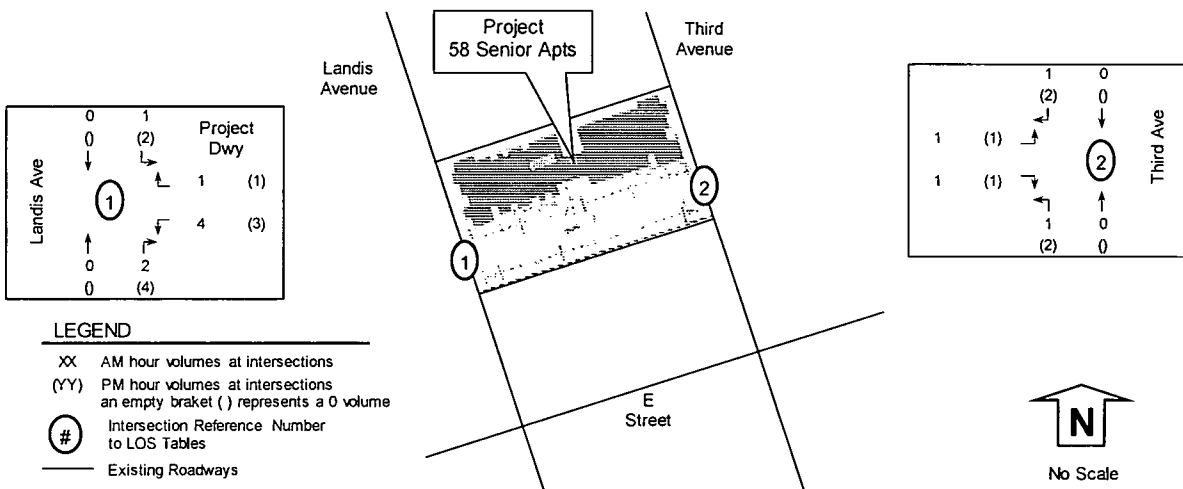 Project
58 Senior Apts
Landis
Avenue
Third
Avenue
0 1
() (2)
Project
Dwy
Landis Ave
1
1 (1)
4 (3)
0 2
() (4)
1 0
(2) ()
1 (1)
2
Third Ave
1 (1)
1 0
(2) ()
2
1
LEGEND
XX AM hour volumes at intersections
(YY) PM hour volumes at intersections
an empty braket ( ) represents a 0 volume
# Intersection Reference Number
to LOS Tables
Existing Roadways
E
Street
N
No Scale